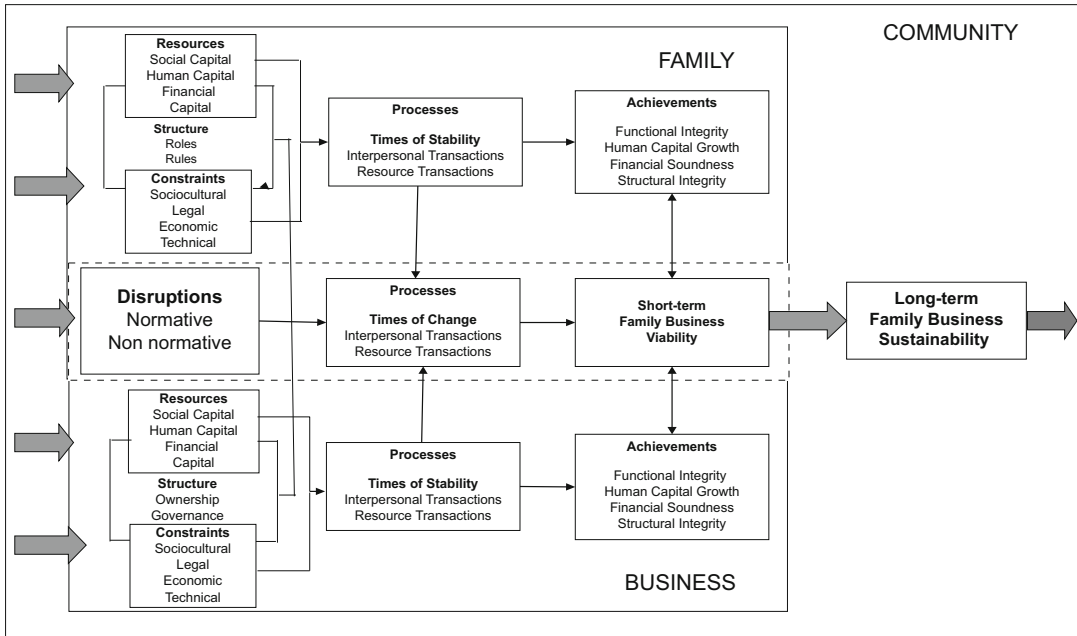 COMMUNITY
FAMILY
Resources
Social Capital
Human Capital
Financial
Capital
Structure
Roles
Rules
Constraints
Sociocultural
Legal
Economic
Technical
Processes
Times of Stability
Interpersonal Transactions
Resource Transactions
Achievements
Functional Integrity
Human Capital Growth
Financial Soundness
Structural Integrity
Disruptions
Normative
Non normative
Processes
Times of Change
Interpersonal Transactions
Resource Transactions
Short-term
Family Business
Viability
Long-term
Family Business
Sustainability
Resources
Social Capital
Human Capital
Financial
Capital
Structure
Ownership
Governance
Constraints
Sociocultural
Legal
Economic
Technical
Processes
Times of Stability
Interpersonal Transactions
Resource Transactions
Achievements
Functional Integrity
Human Capital Growth
Financial Soundness
Structural Integrity
BUSINESS